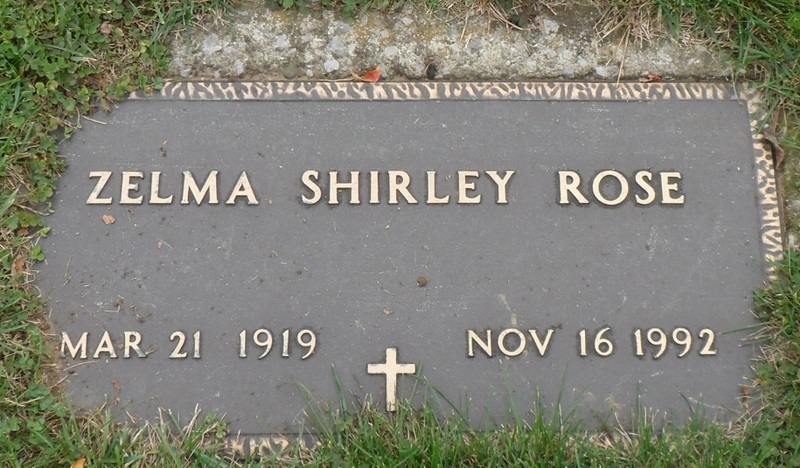 ZELMA SHIRLEY ROSE
MAR 21 1919 NOV 16 1992